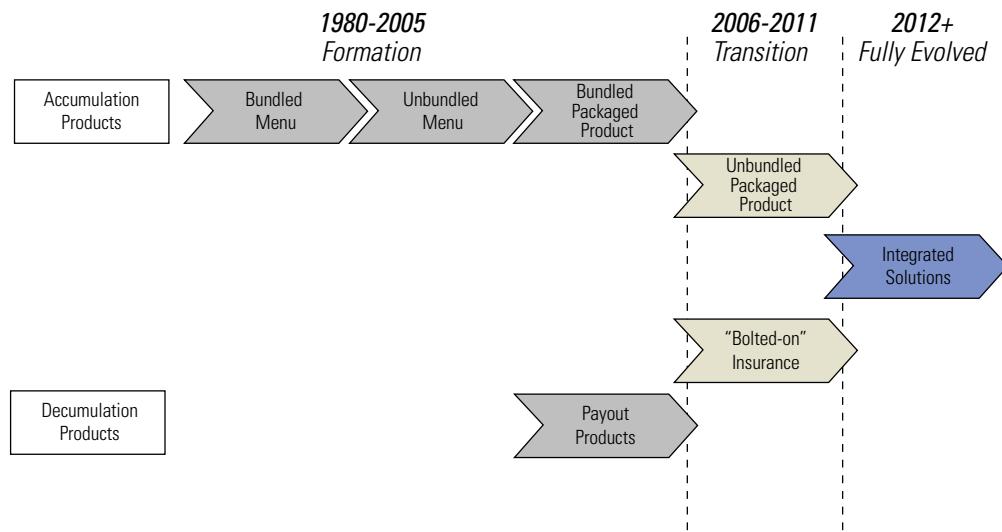 1980-2005
Formation
2006-2011
Transition
2012+
Fully Evolved
Accumulation
Products
Bundled
Menu
Unbundled
Menu
Bundled
Packaged
Product
Unbundled
Packaged
Product
Integrated
Solutions
“Bolted-on”
Insurance
Decumulation
Products
Payout
Products